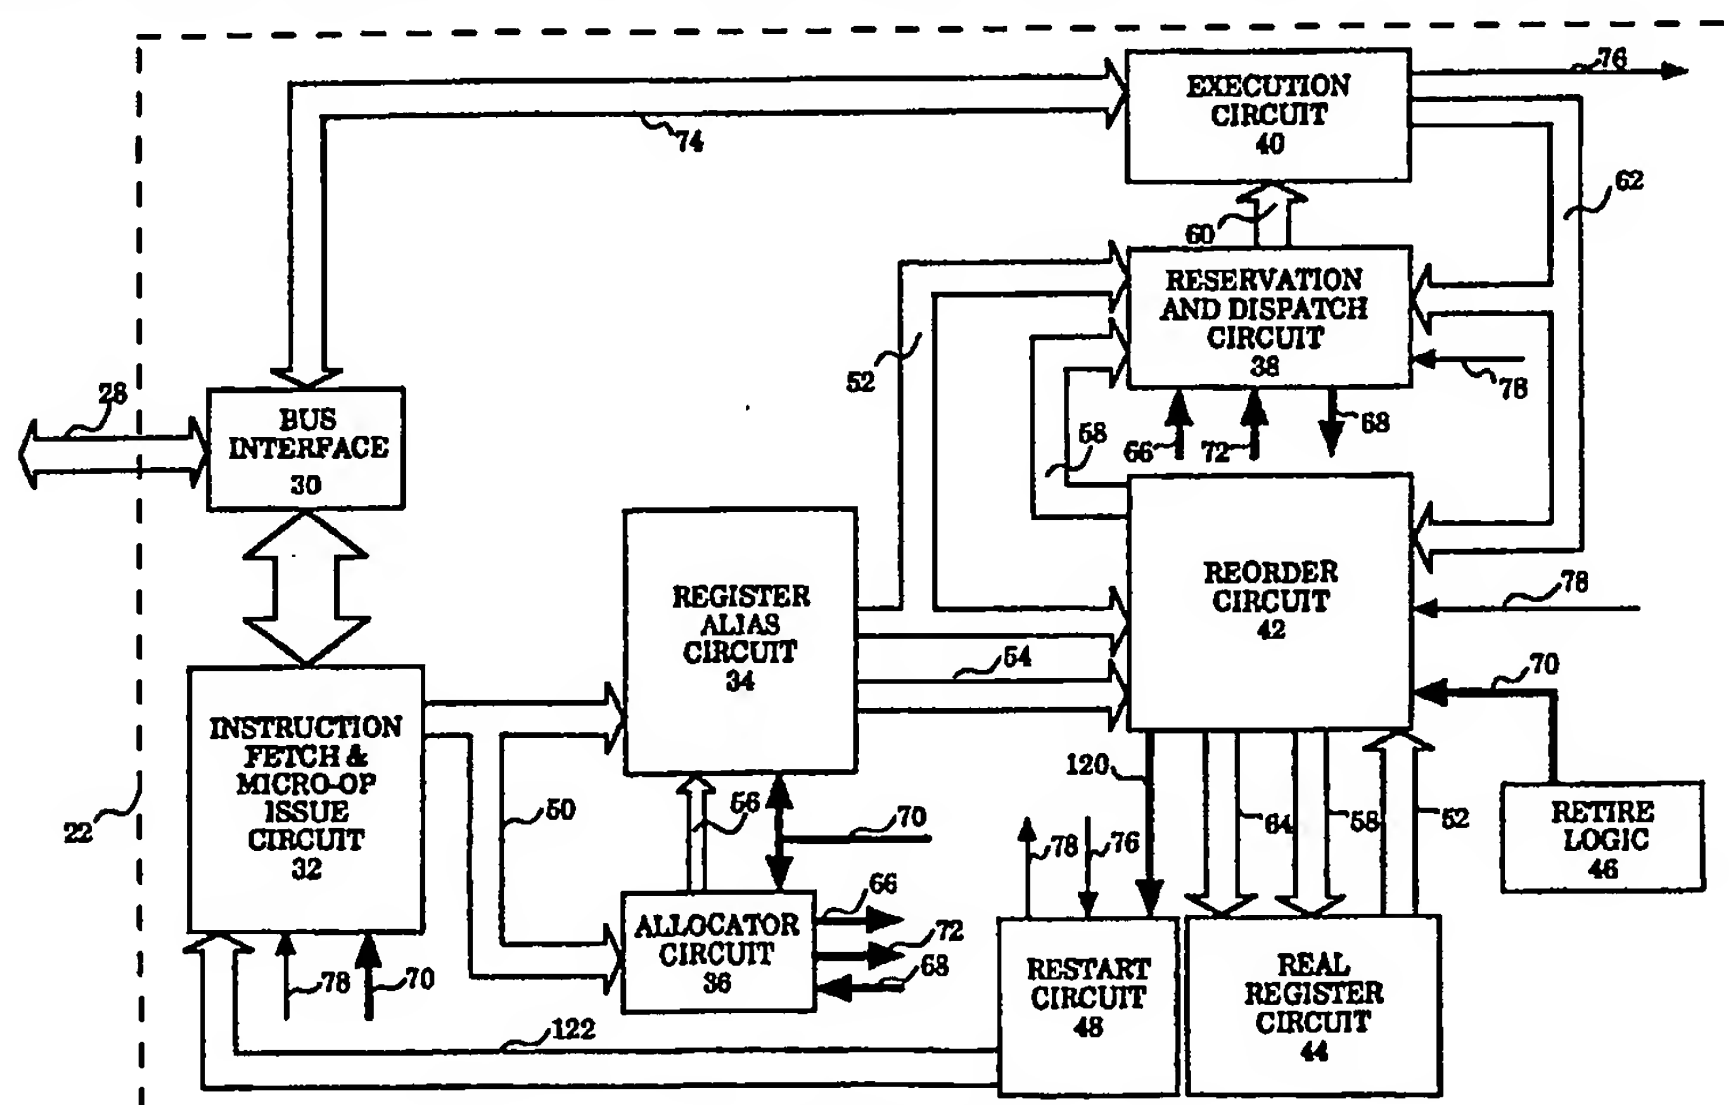 76
EXECUTION
CIRCUIT
40
74
62
60
RESERVATION
AND DISPATCH
CIRCUIT
38
52
78
28
BUS
INTERFACE
30
58
66
72
68
REGISTER
ALIAS
CIRCUIT
34
REORDER
CIRCUIT
42
78
54
70
INSTRUCTION
FETCH &
MICRO-OP
ISSUE
CIRCUIT
32
120
22
50
56
70
64
58
52
RETIRE
LOGIC
46
78
76
66
ALLOCATOR
CIRCUIT
36
72
68
78
70
RESTART
CIRCUIT
48
REAL
REGISTER
CIRCUIT
44
122